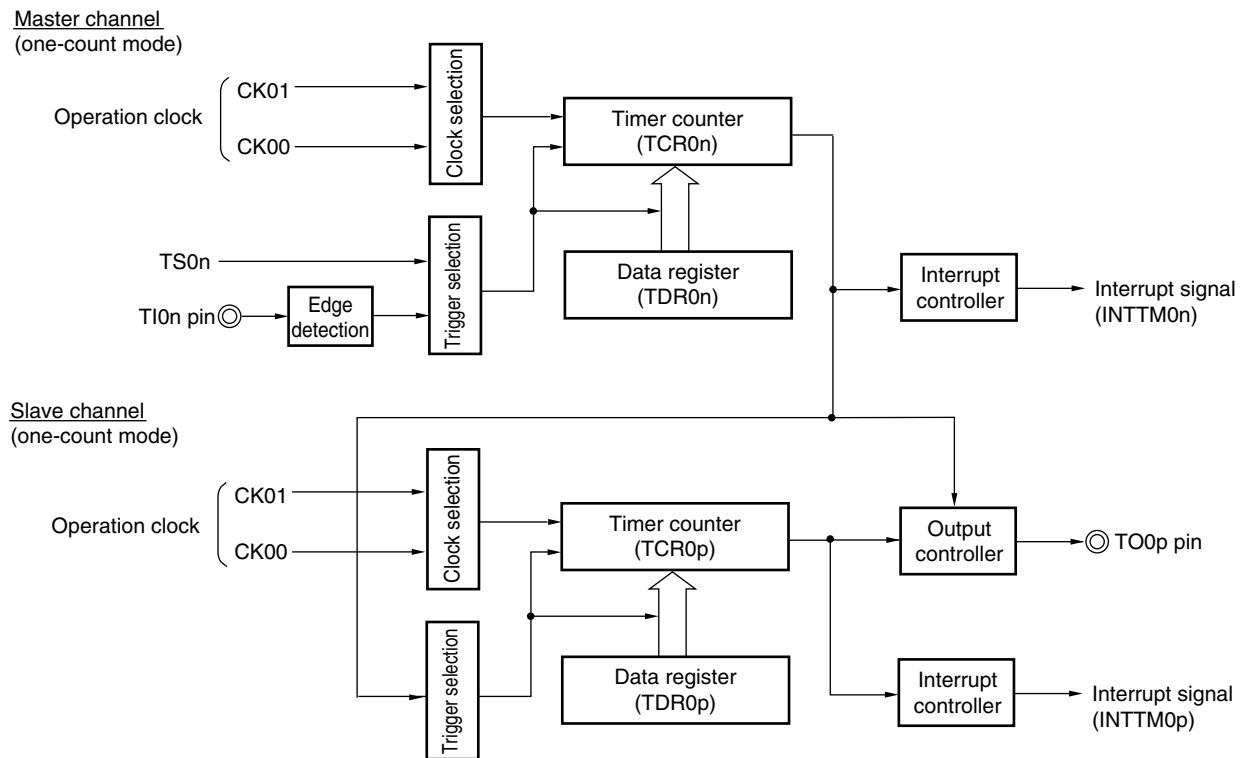 Master channel
(one-count mode)
Operation clock
CK01
CK00
Clock selection
Timer counter
(TCR0n)
TS0n
TI0n pin
Edge
detection
Trigger selection
Data register
(TDR0n)
Interrupt
controller
Interrupt signal
(INTTM0n)
Slave channel
(one-count mode)
Operation clock
CK01
CK00
Clock selection
Timer counter
(TCR0p)
Output
controller
TO0p pin
Trigger selection
Data register
(TDR0p)
Interrupt
controller
Interrupt signal
(INTTM0p)